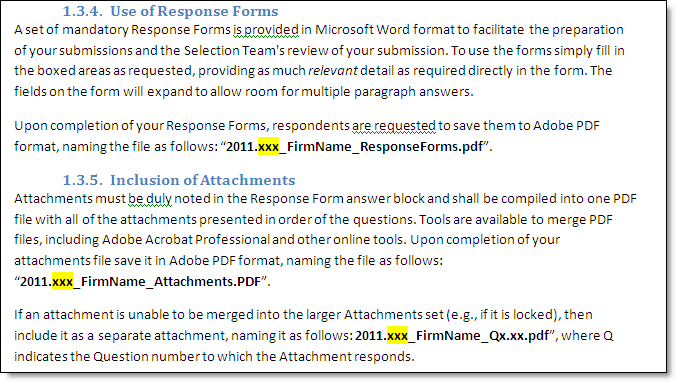 1.3.4. Use of Response Forms
A set of mandatory Response Forms is provided in Microsoft Word format to facilitate the preparation
of your submissions and the Selection Team's review of your submission. To use the forms simply fill in
the boxed areas as requested, providing as much relevant detail as required directly in the form. The
fields on the form will expand to allow room for multiple paragraph answers.
Upon completion of your Response Forms, respondents are requested to save them to Adobe PDF
format, naming the file as follows: “2011.xxx_FirmName_ResponseForms.pdf”.
1.3.5. Inclusion of Attachments
Attachments must be duly noted in the Response Form answer block and shall be compiled into one PDF
file with all of the attachments presented in order of the questions. Tools are available to merge PDF
files, including Adobe Acrobat Professional and other online tools. Upon completion of your
attachments file save it in Adobe PDF format, naming the file as follows:
“2011.xxx_FirmName_Attachments.PDF”.
If an attachment is unable to be merged into the larger Attachments set (e.g., if it is locked), then
include it as a separate attachment, naming it as follows: 2011.xxx_FirmName_Qx.xx.pdf”, where Q
indicates the Question number to which the Attachment responds.